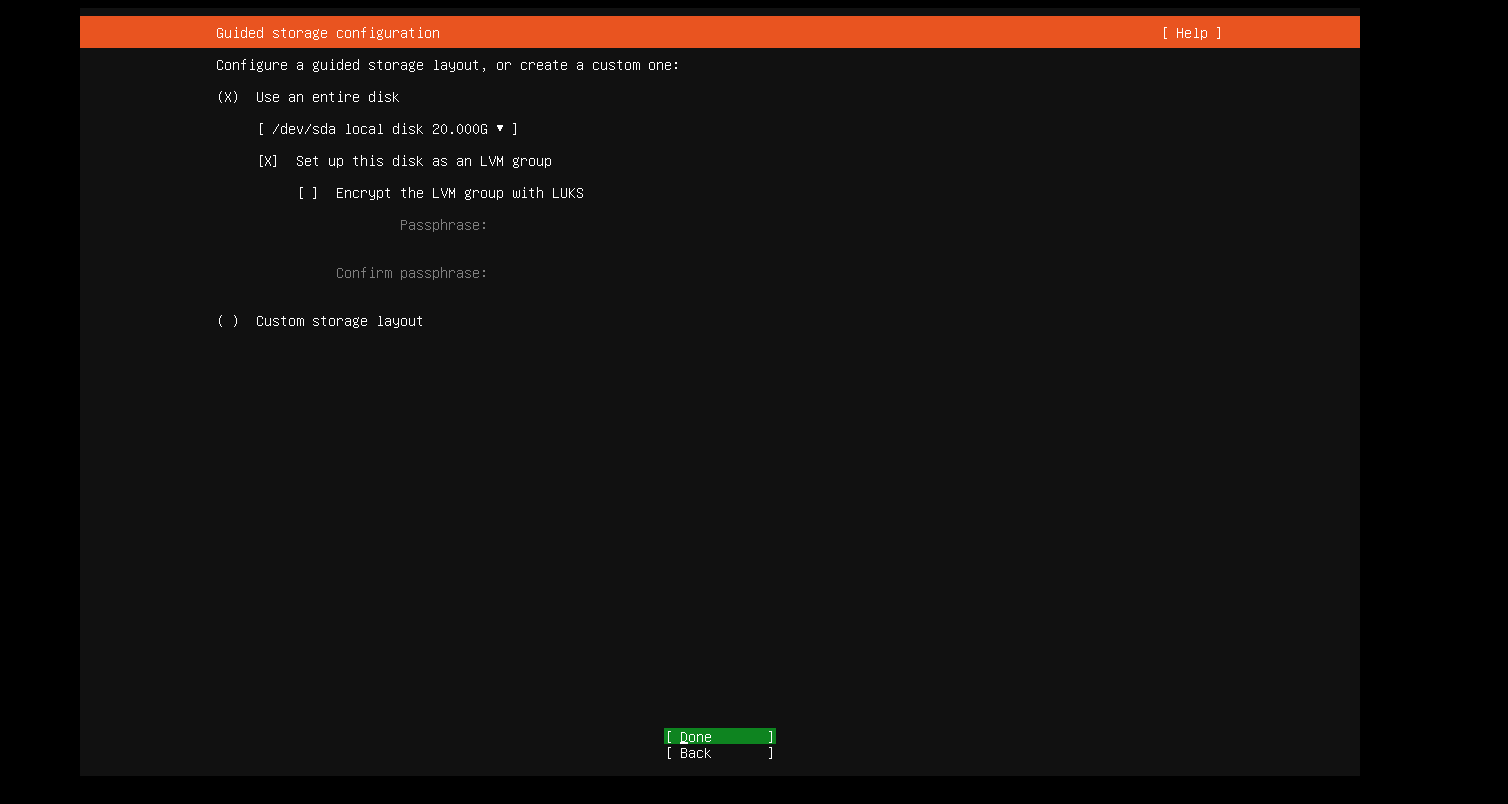 Guided storage configuration [ Help ]
Configure a guided storage layout, or create a custom one:
(X) Use an entire disk
[ /dev/sda local disk 20.000G ▾ ]
[X] Set up this disk as an LVM group
[ ] Encrypt the LVM group with LUKS
Passphrase:
Confirm passphrase:
( ) Custom storage layout
[ Done ]
[ Back ]